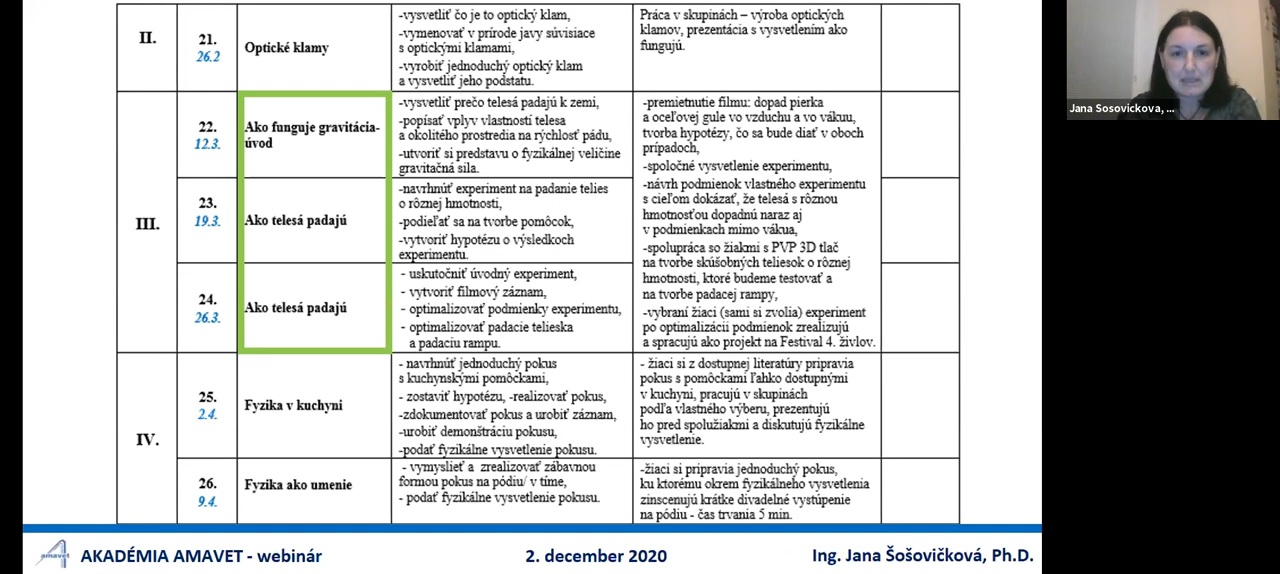 II.
21.
26.2
Optické klamy
-vysvetliť čo je to optický klam,
-vymenovať v prírode javy súvisiace
s optickými klamami,
-vyrobiť jednoduchý optický klam
a vysvetliť jeho podstatu.
Práca v skupinách – výroba optických
klamov, prezentácia s vysvetlením ako
fungujú.
III.
22.
12.3.
Ako funguje gravitácia-
úvod
-vysvetliť prečo telesá padajú k zemi,
-popísať vplyv vlastností telesa
a okolitého prostredia na rýchlosť pádu,
-utvoriť si predstavu o fyzikálnej veličine
gravitačná sila.
23.
19.3.
Ako telesá padajú
-navrhnúť experiment na padanie telies
o rôznej hmotnosti,
-podieľať sa na tvorbe pomôcok,
-vytvoriť hypotézu o výsledkoch
experimentu.
24.
26.3.
Ako telesá padajú
- uskutočniť úvodný experiment,
- vytvoriť filmový záznam,
- optimalizovať podmienky experimentu,
- optimalizovať padacie telieska
a padaciu rampu.
-premietnutie filmu: dopad pierka
a oceľovej gule vo vzduchu a vo vákuu,
tvorba hypotézy, čo sa bude diať v oboch
prípadoch,
-spoločné vysvetlenie experimentu,
-návrh podmienok vlastného experimentu
s cieľom dokázať, že telesá s rôznou
hmotnosťou dopadnú naraz aj
v podmienkach mimo vákua,
-spolupráca so žiakmi s PVP 3D tlač
na tvorbe skúšobných teliesok o rôznej
hmotnosti, ktoré budeme testovať a
na tvorbe padacej rampy,
-vybraní žiaci (sami si zvolia) experiment
po optimalizácii podmienok zrealizujú
a spracujú ako projekt na Festival 4. živlov.
IV.
25.
2.4.
Fyzika v kuchyni
- navrhnúť jednoduchý pokus
s kuchynskými pomôckami,
- zostaviť hypotézu, -realizovať pokus,
-zdokumentovať pokus a urobiť záznam,
-urobiť demonštráciu pokusu,
-podať fyzikálne vysvetlenie pokusu.
- žiaci si z dostupnej literatúry pripravia
pokus s pomôckami ľahko dostupnými
v kuchyni, pracujú v skupinách
podľa vlastného výberu, prezentujú
ho pred spolužiakmi a diskutujú fyzikálne
vysvetlenie.
26.
9.4.
Fyzika ako umenie
- vymyslieť a zrealizovať zábavnou
formou pokus na pódiu/ v tíme,
- podať fyzikálne vysvetlenie pokusu.
-žiaci si pripravia jednoduchý pokus,
ku ktorému okrem fyzikálneho vysvetlenia
zinscenujú krátke divadelné vystúpenie
na pódiu - čas trvania 5 min.
Jana Sosovickova, ...
amavet
AKADÉMIA AMAVET - webinár
2. december 2020
Ing. Jana Šošovičková, Ph.D.